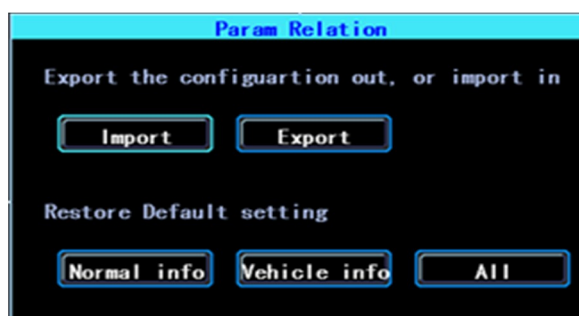 Param Relation
Export the configuartion out, or import in
Import Export
Restore Default setting
Normal info Vehicle info All